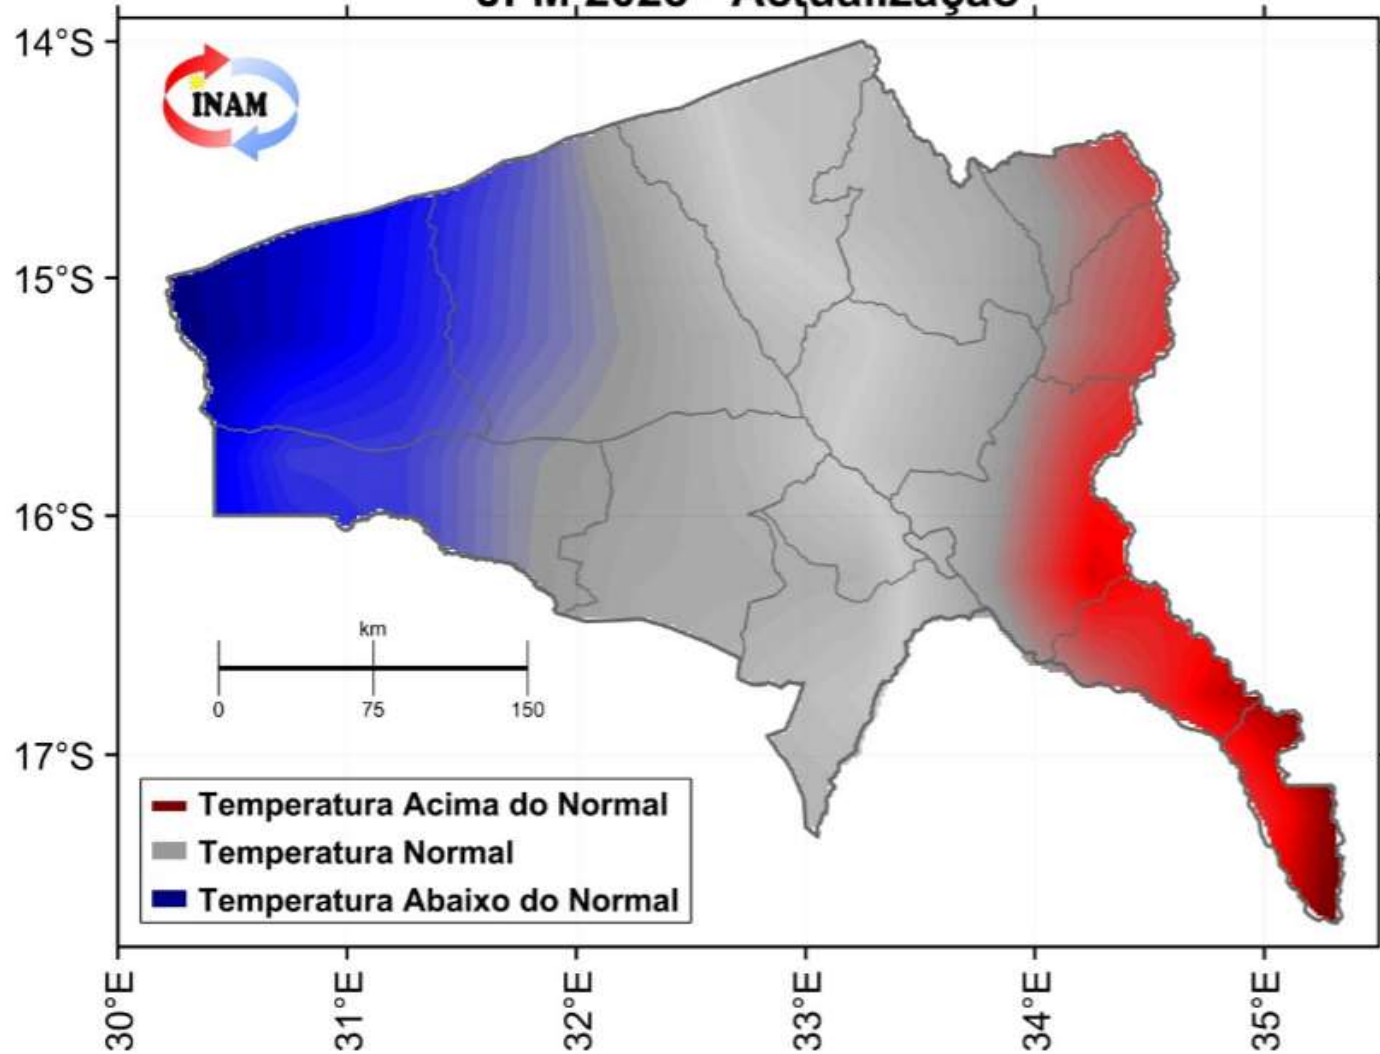 - Actualização
14°S
INAM
15°S
16°S
km
0 75 150
17°S
Temperatura Acima do Normal
Temperatura Normal
Temperatura Abaixo do Normal
30°E 31°E 32°E 33°E 34°E 35°E